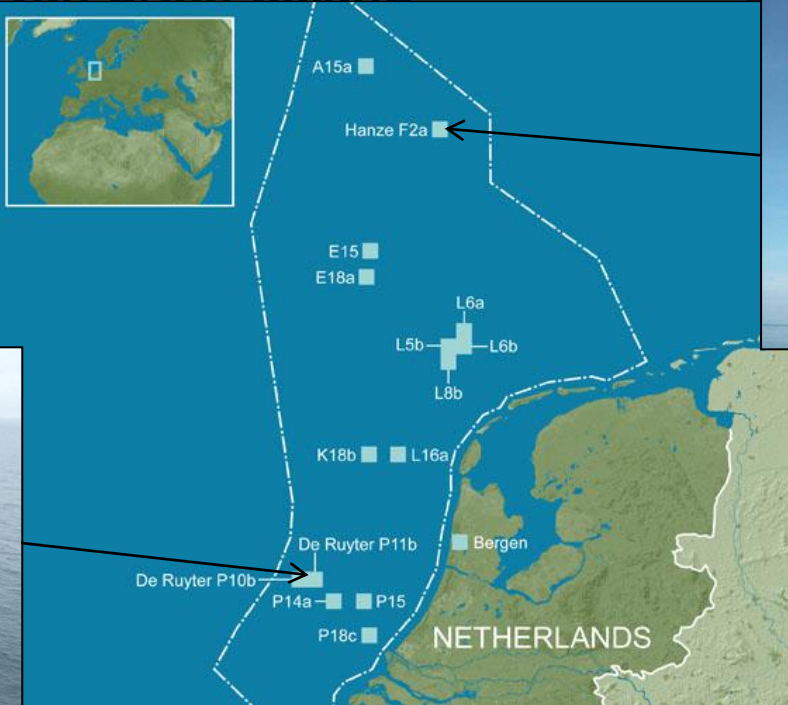 A15a
Hanze F2a
E15
E18a
L6a
L5b
L6b
L8b
K18b
L16a
De Ruyter P11b
Bergen
De Ruyter P10b
P14a
P15
P18c
NETHERLANDS